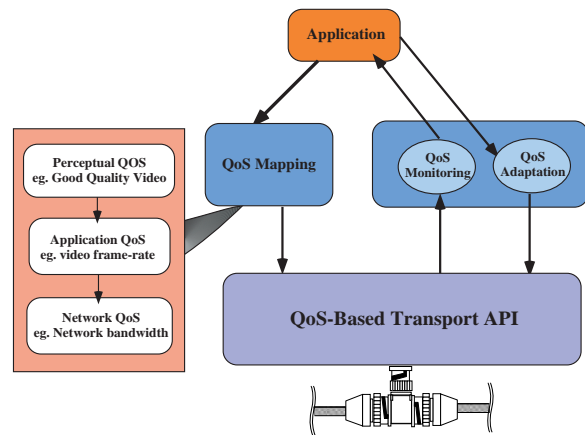 Application
Perceptual QOS
eg. Good Quality Video
Application QoS
eg. video frame-rate
Network QoS
eg. Network bandwidth
QoS Mapping
QoS
Monitoring
QoS
Adaptation
QoS-Based Transport API